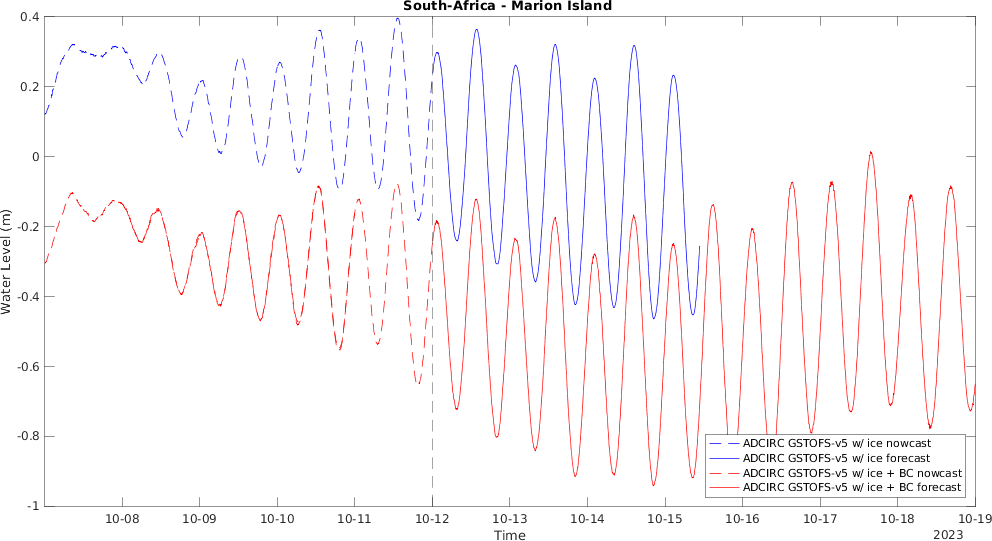 South-Africa - Marion Island
Water Level (m)
0.4
0.2
0
-0.2
-0.4
-0.6
-0.8
-1
ADCIRC GSTOFS-v5 w/ ice nowcast
ADCIRC GSTOFS-v5 w/ ice forecast
ADCIRC GSTOFS-v5 w/ ice + BC nowcast
ADCIRC GSTOFS-v5 w/ ice + BC forecast
10-08 10-09 10-10 10-11 10-12 10-13 10-14 10-15 10-16 10-17 10-18 10-19
Time
2023